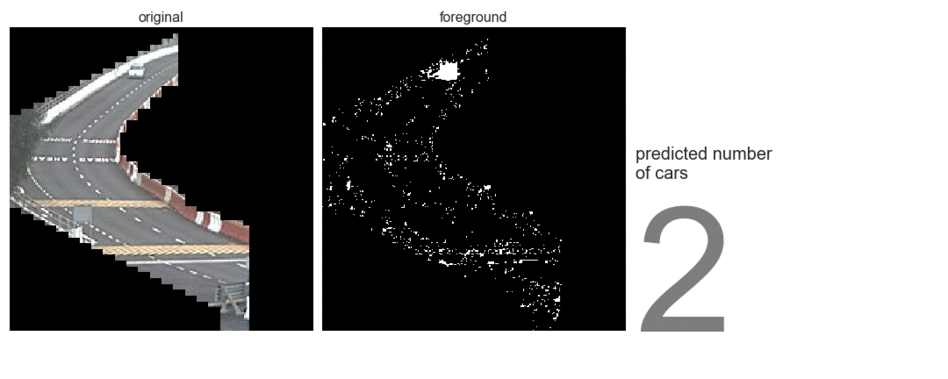 original
foreground
predicted number
of cars
2